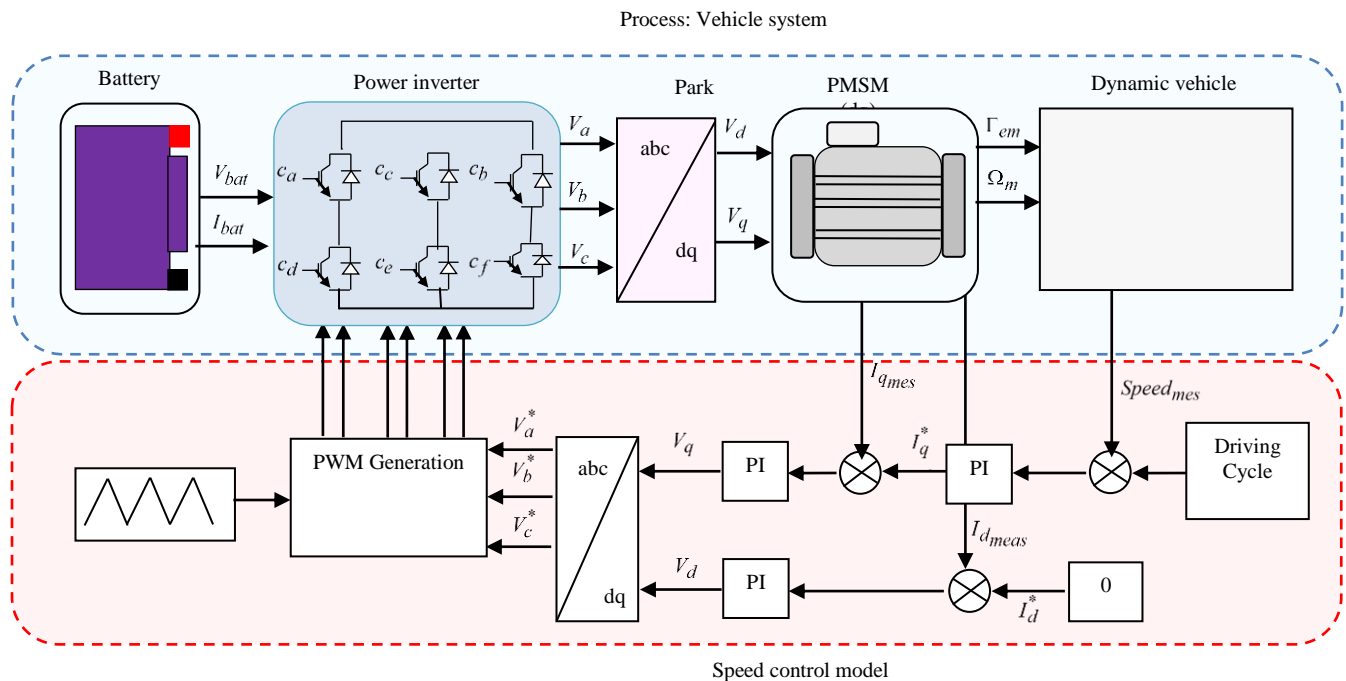 Process: Vehicle system
Battery
Power inverter
Park
PMSM
Dynamic vehicle
V_bat
I_bat
c_a
c_c
c_b
c_d
c_e
c_f
V_a
V_b
V_c
abc
dq
V_d
V_q
Γ_em
Ω_m
I_qmes
Speed_mes
PWM Generation
V_a^*
V_b^*
V_c^*
abc
dq
V_q
PI
I_q^*
PI
Driving
Cycle
V_d
PI
I_dmeas
I_d^*
0
Speed control model